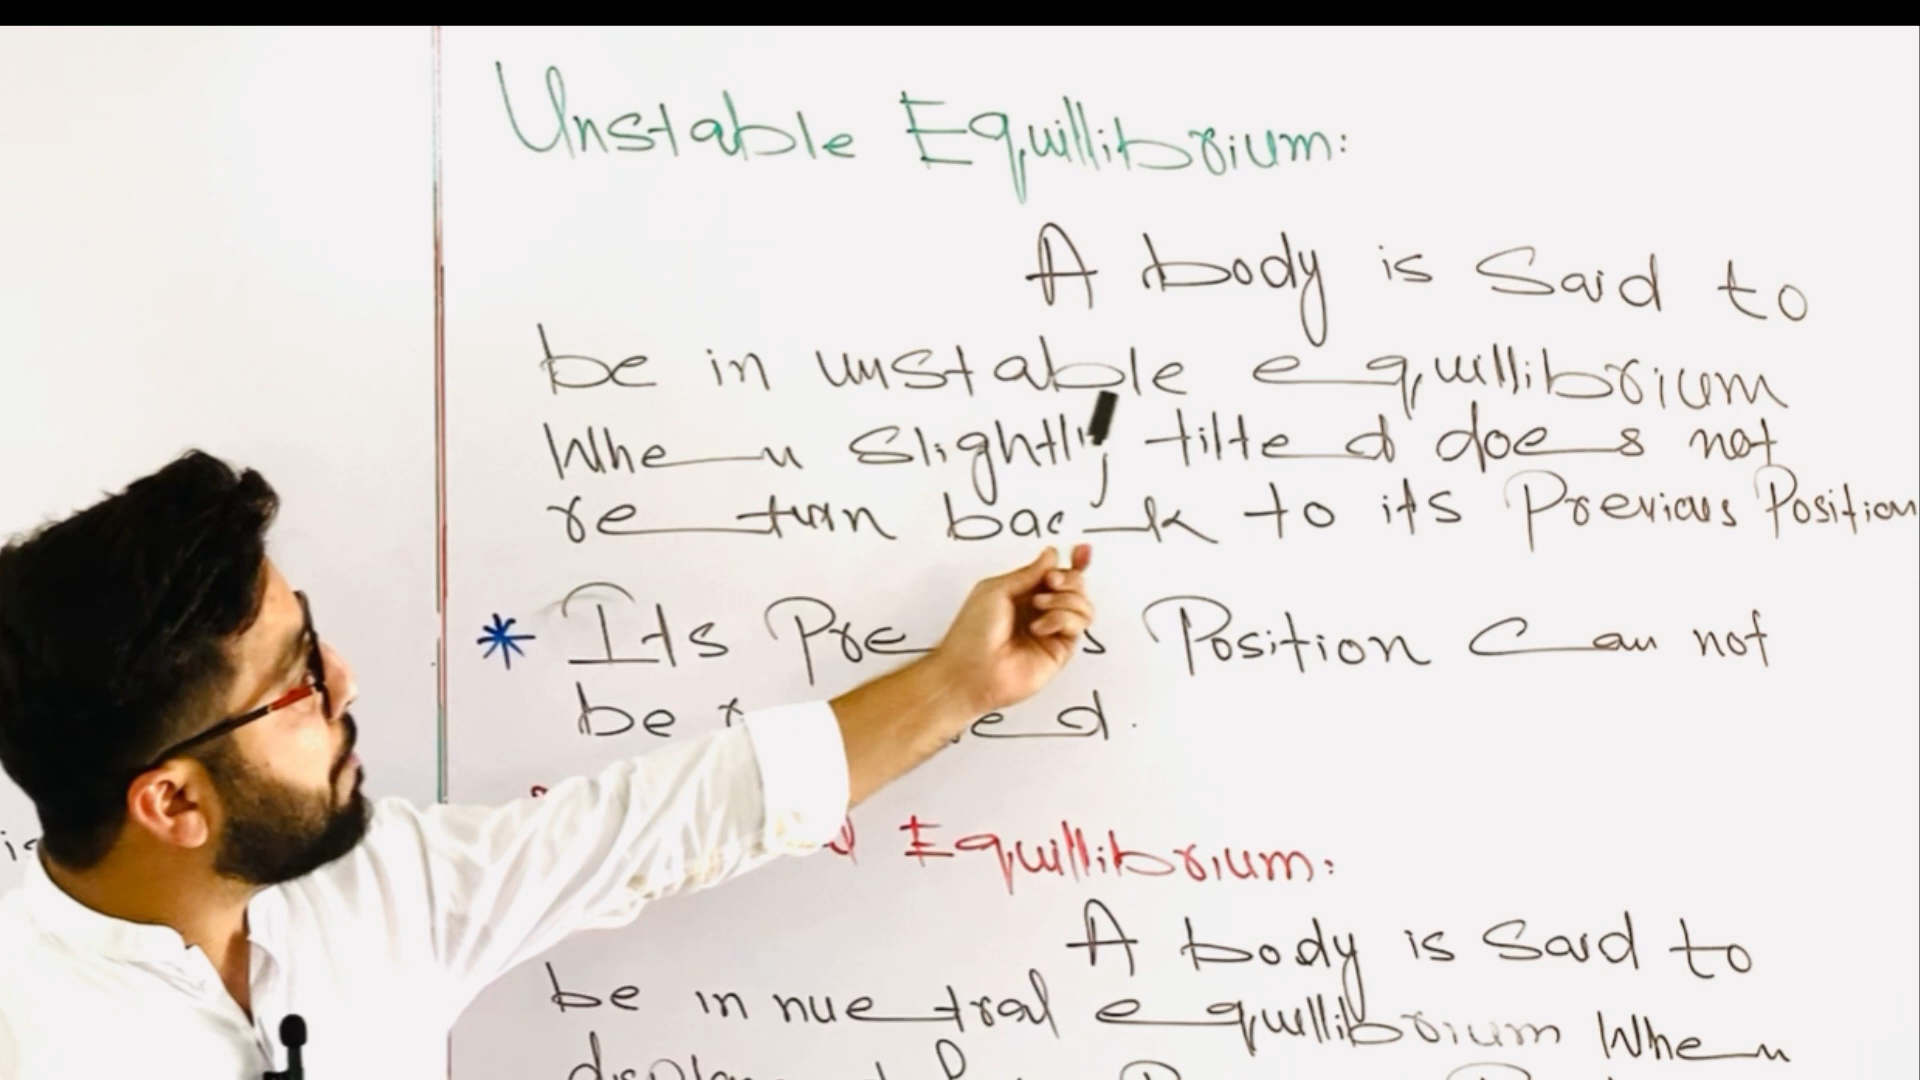 Unstable Equillibrium:
A body is Said to
be in unstable equillibrium
When Slightly tilted does not
return back to its Previous Position
* Its Position Can not
be
Equillibrium:
A body is Said to
be in nuetral equillibrium When